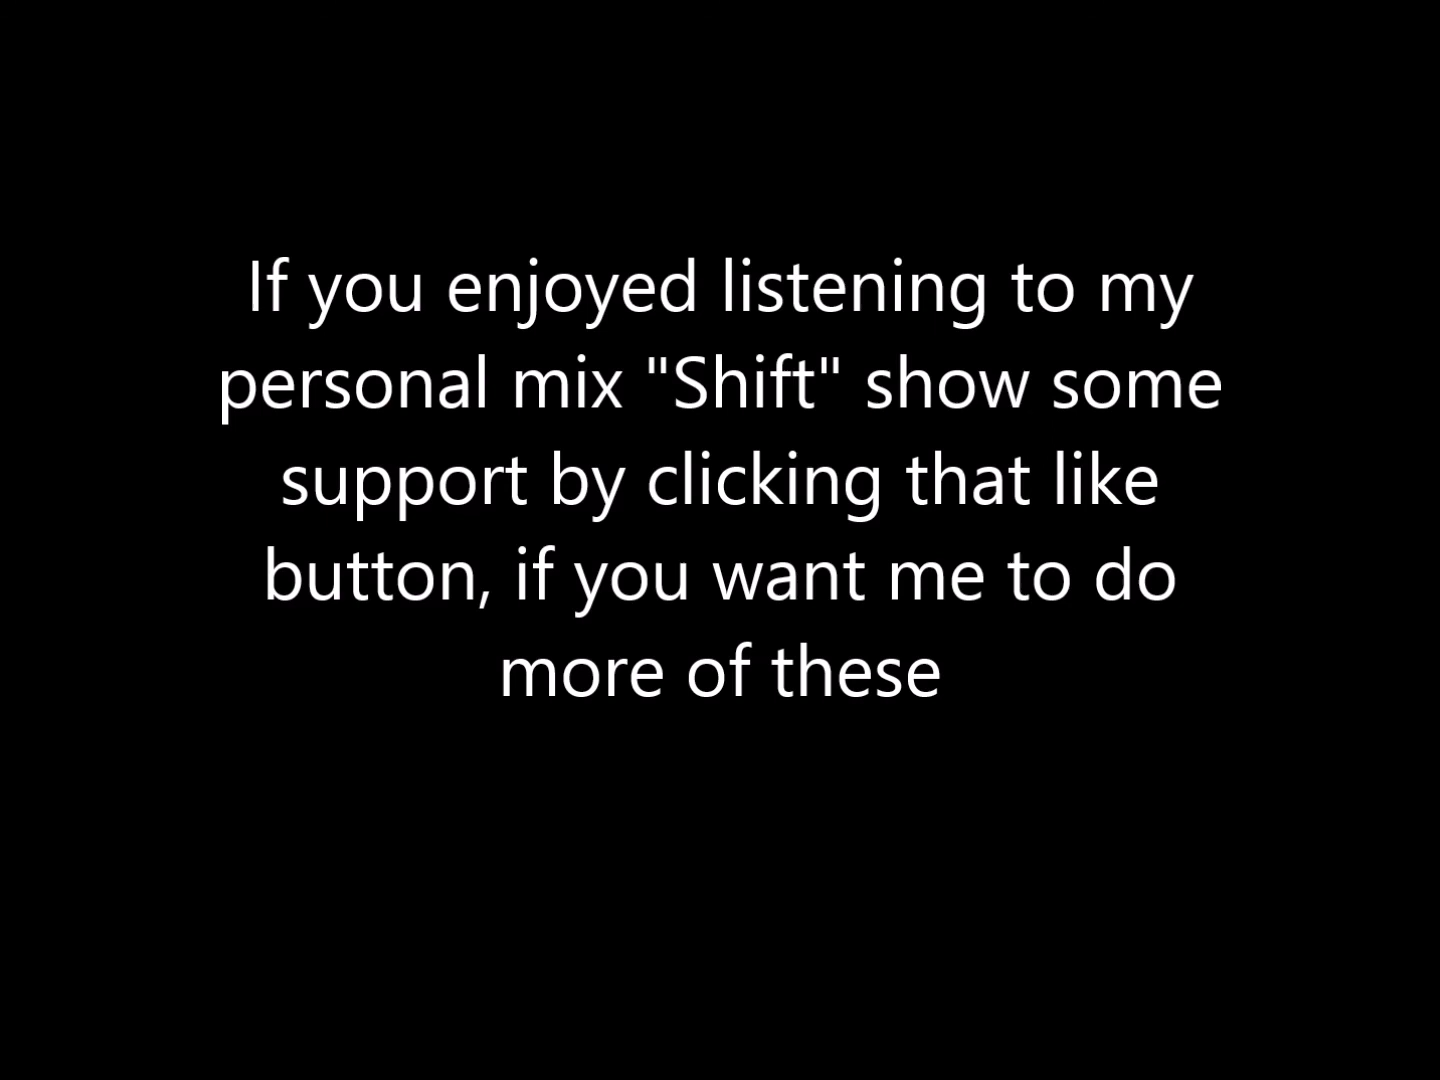 If you enjoyed listening to my
personal mix "Shift" show some
support by clicking that like
button, if you want me to do
more of these